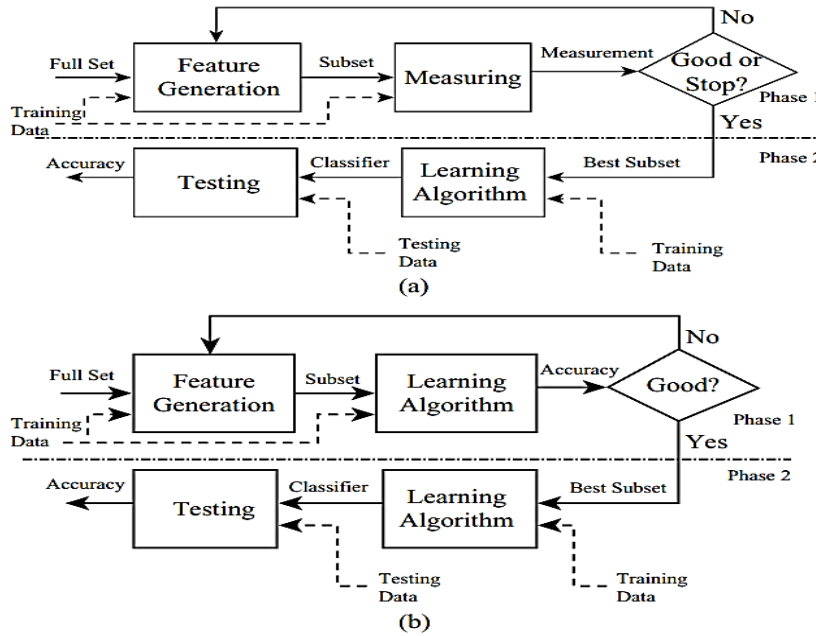 No
Full Set
Feature
Generation
Subset
Measuring
Measurement
Good or
Stop?
Phase 1
Training
Data
Yes
Phase 2
Accuracy
Testing
Classifier
Learning
Algorithm
Best Subset
Testing
Data
Training
Data
(a)
No
Full Set
Feature
Generation
Subset
Learning
Algorithm
Accuracy
Good?
Phase 1
Training
Data
Yes
Phase 2
Accuracy
Testing
Classifier
Learning
Algorithm
Best Subset
Testing
Data
Training
Data
(b)